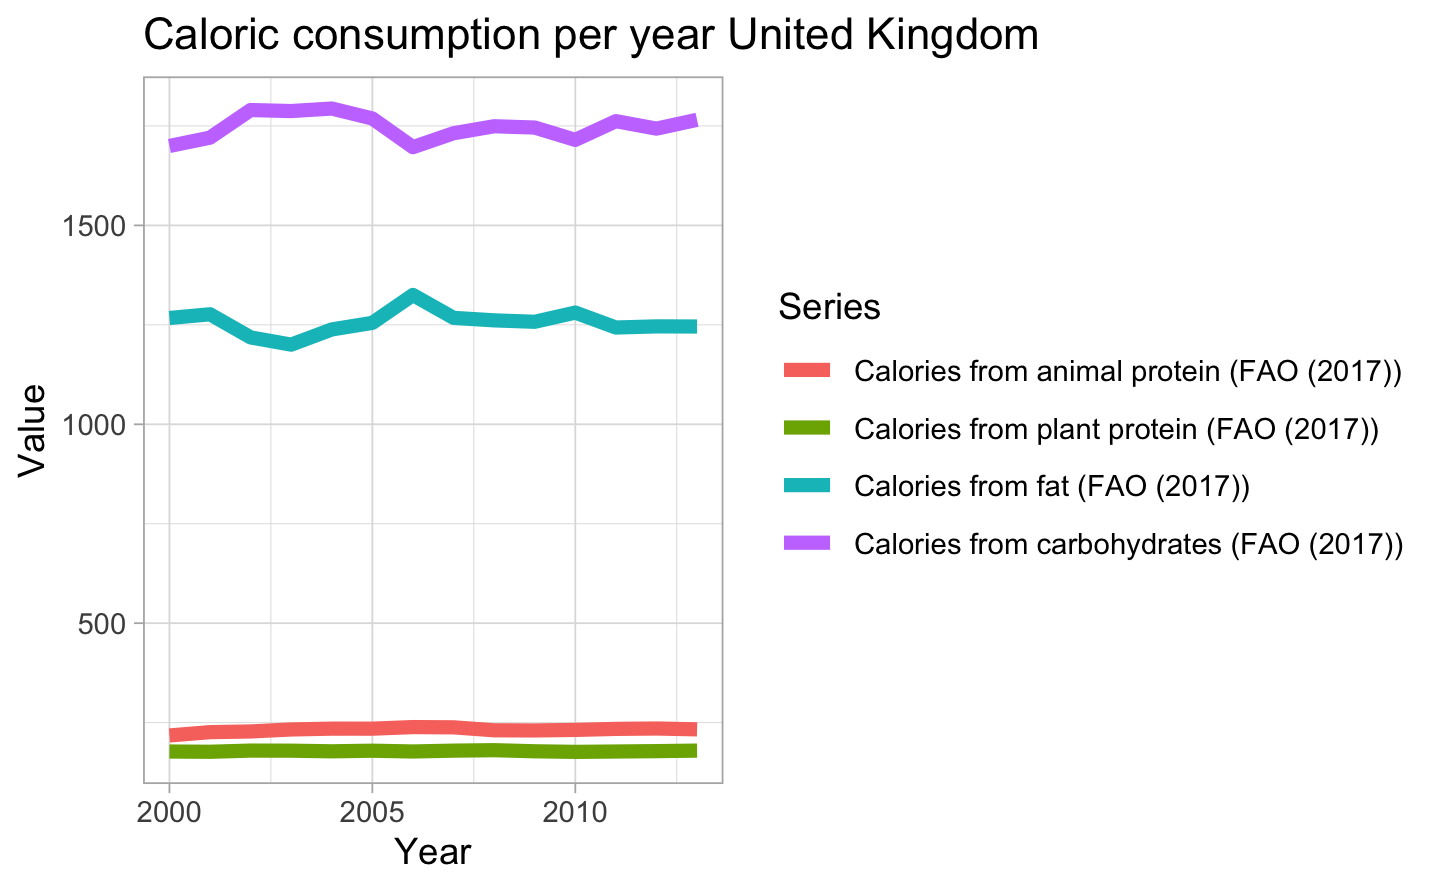 Caloric consumption per year United Kingdom
Value
1500
1000
500
2000 2005 2010
Year
Series
Calories from animal protein (FAO (2017))
Calories from plant protein (FAO (2017))
Calories from fat (FAO (2017))
Calories from carbohydrates (FAO (2017))